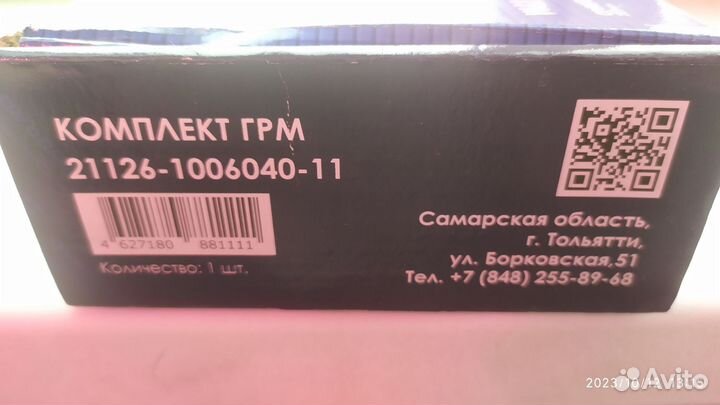 КОМПЛЕКТ ГРМ
21126-1006040-11
4 627180 881111
Количество: 1 шт.
Самарская область,
г. Тольятти,
ул. Борковская,51
Тел. +7 (848) 255-89-68
Avito